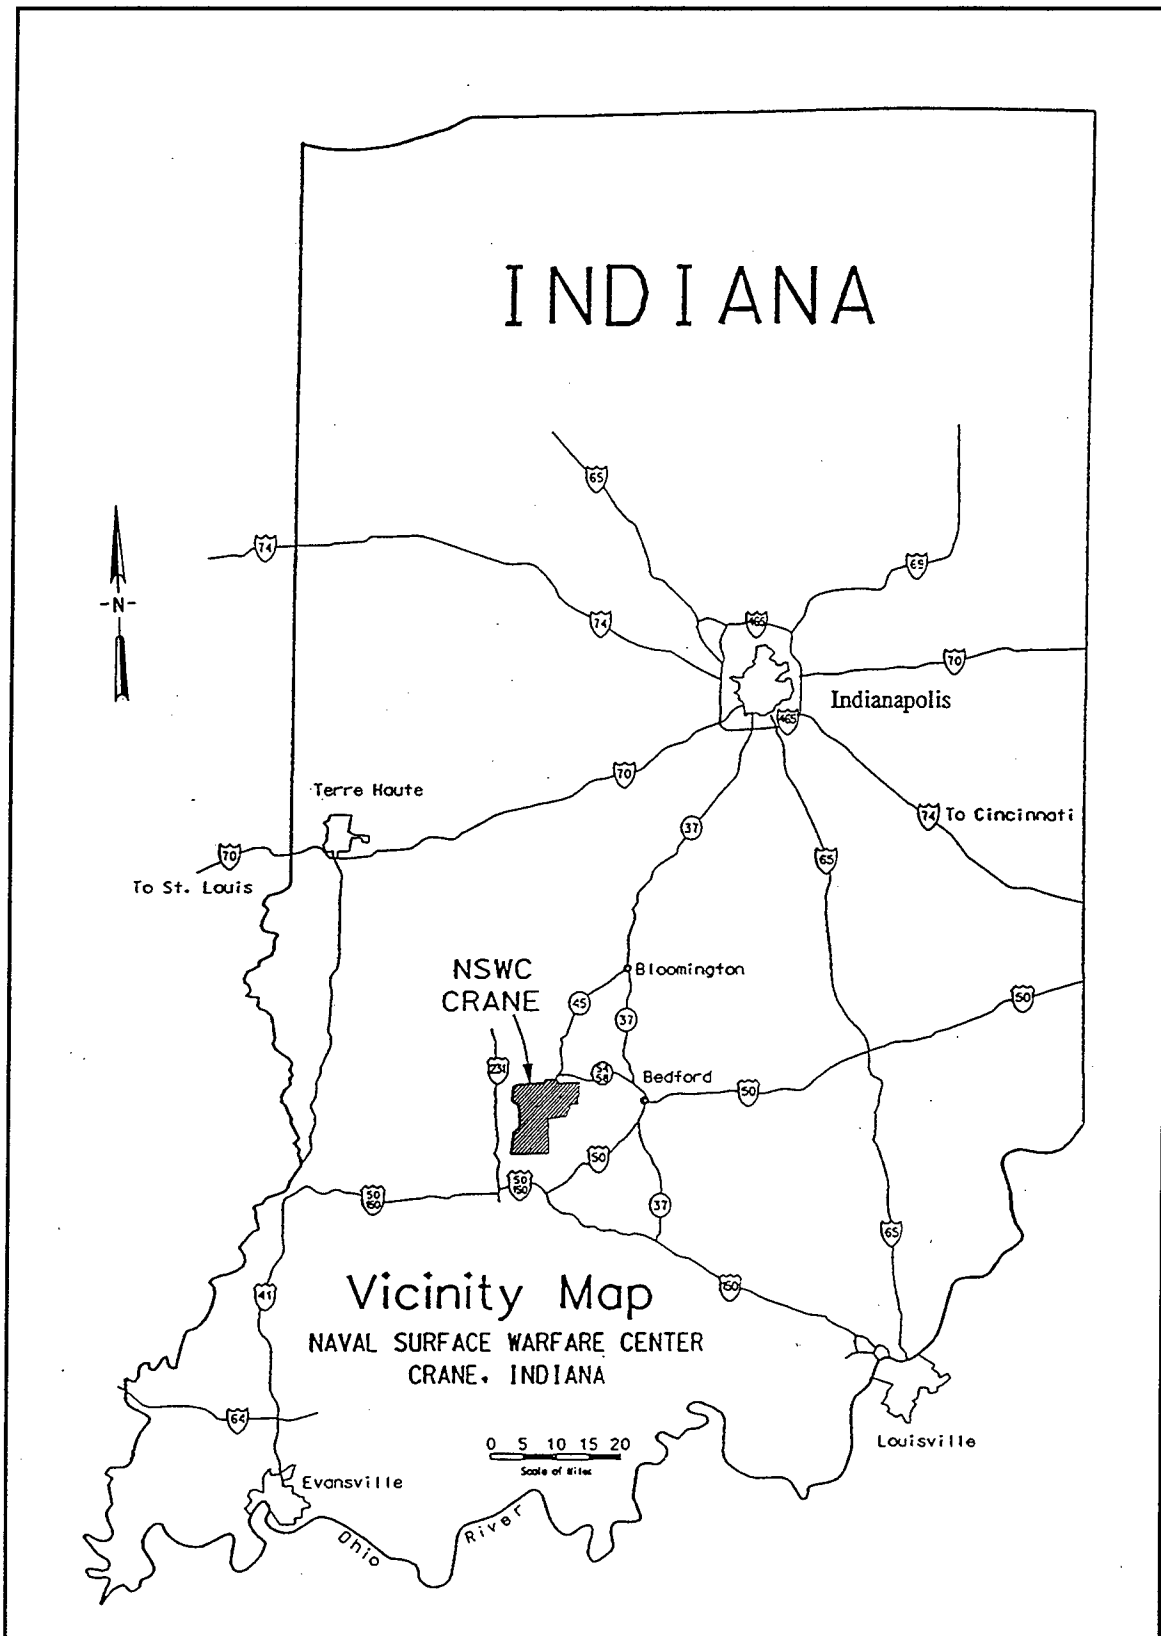 INDIANA
65
74
69
-N-
74
465
70
Indianapolis
465
70
Terre Haute
74 To Cincinnati
37
70
65
To St. Louis
NSWC
CRANE
Bloomington
45
50
37
231
54
58
Bedford
50
50
50
150
50
150
37
65
150
41
Vicinity Map
NAVAL SURFACE WARFARE CENTER
CRANE, INDIANA
64
0 5 10 15 20
Scale of Miles
Louisville
Evansville
Ohio River